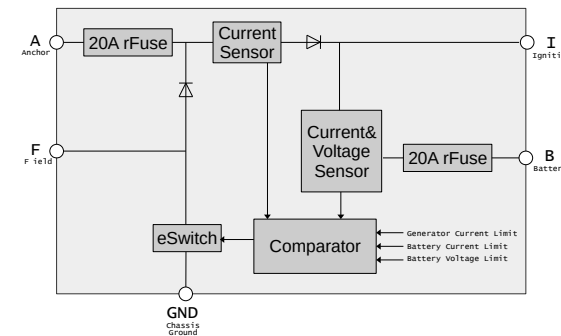 A
Anchor
20A rFuse
Current
Sensor
I
Igniti
F
F ield
Current&
Voltage
Sensor
20A rFuse
B
Batter
eSwitch
Comparator
Generator Current Limit
Battery Current Limit
Battery Voltage Limit
GND
Chassis
Ground